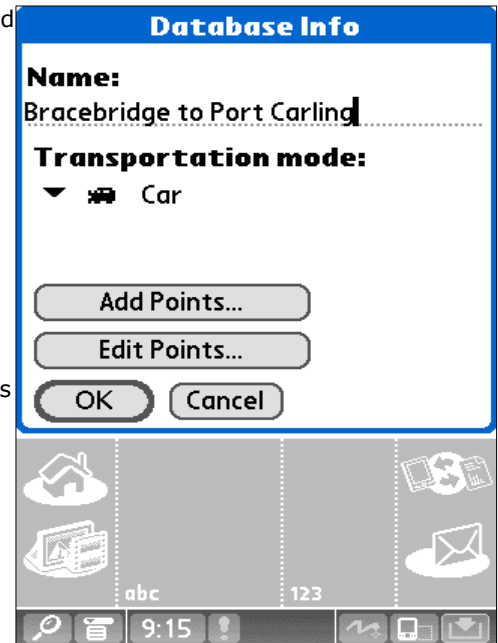 d
Database Info
Name:
Bracebridge to Port Carling
Transportation mode:
Car
Add Points...
Edit Points...
s
OK Cancel
abc 123
9:15